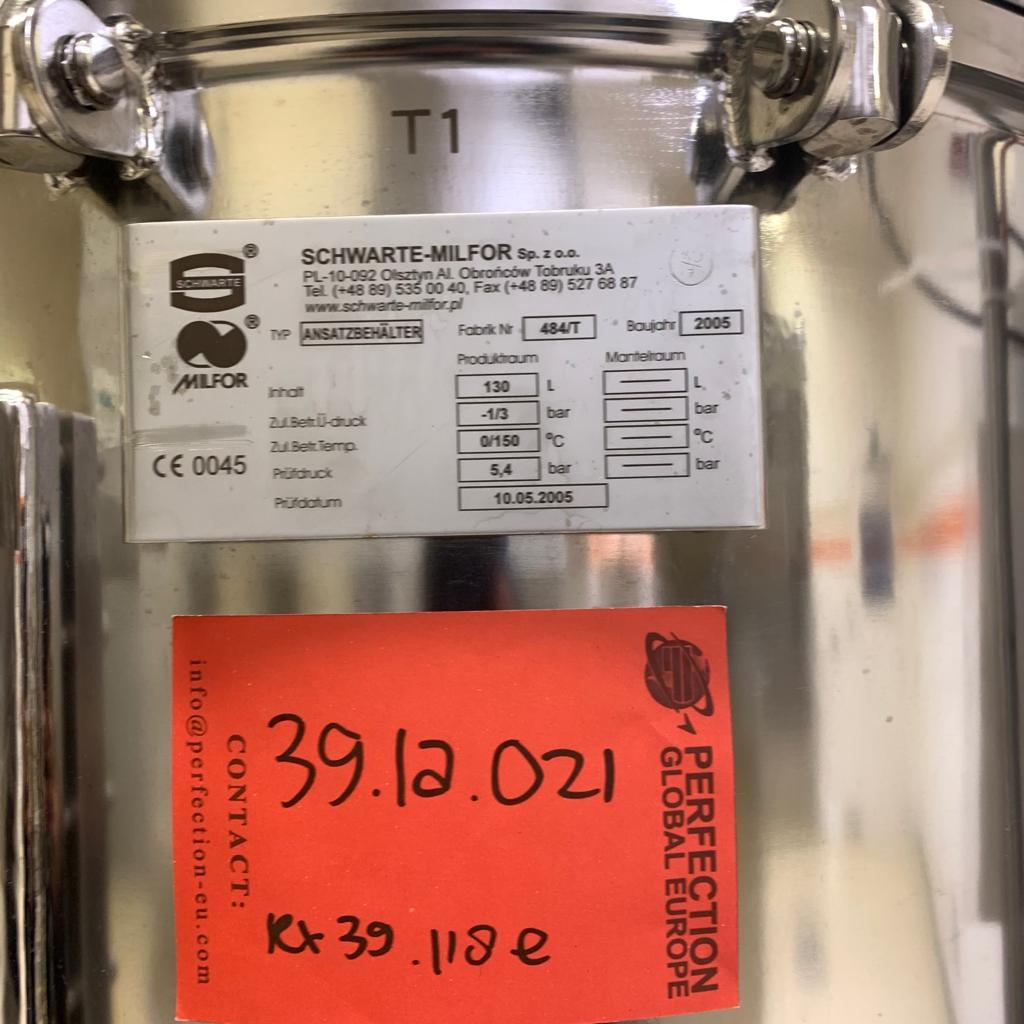 T1
SCHWARTE ®
SCHWARTE-MILFOR Sp. z o.o.
PL-10-092 Olsztyn Al. Obrońców Tobruku 3A
Tel. (+48 89) 535 00 40, Fax (+48 89) 527 68 87
www.schwarte-milfor.pl
® MILFOR
TYP ANSATZBEHÄLTER Fabrik Nr 484/T Baujahr 2005
Produktraum Mantelraum
Inhalt 130 L L
Zul.Betr.Ü-druck -1/3 bar bar
Zul.Betr.Temp. 0/150 °C °C
Prüfdruck 5,4 bar bar
Prüfdatum 10.05.2005
CE 0045
PERFECTION
GLOBAL EUROPE
39.12.021
Rx39.118e
CONTACT:
info@perfection-eu.com